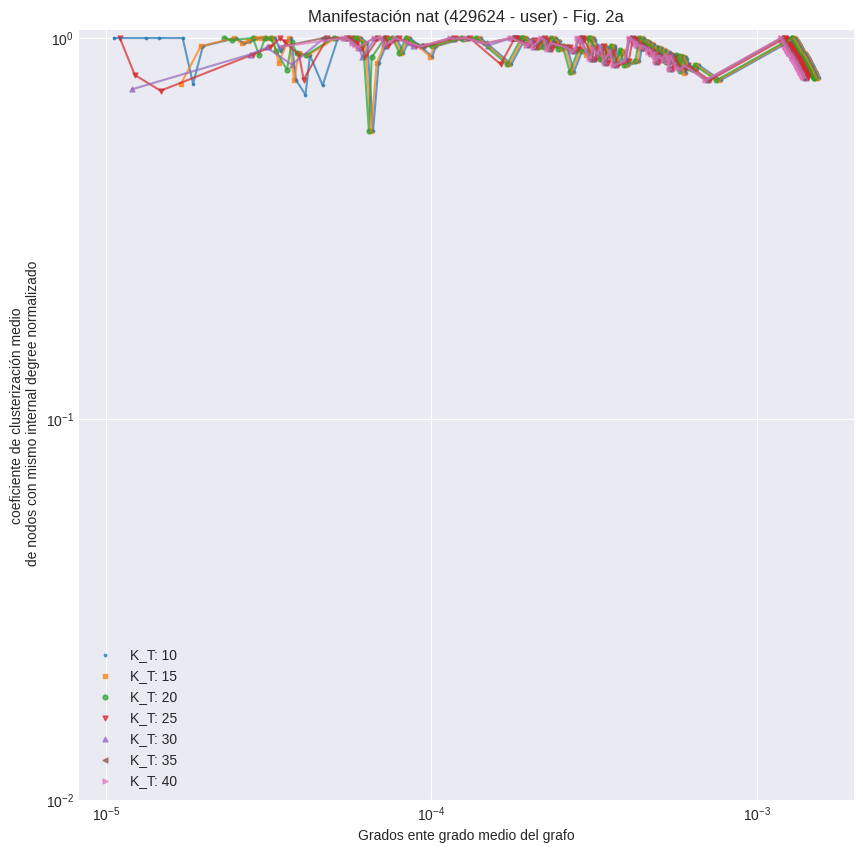 Manifestación nat (429624 - user) - Fig. 2a
coeficiente de clusterización medio
de nodos con mismo internal degree normalizado
10⁰
10⁻¹
10⁻²
K_T: 10
K_T: 15
K_T: 20
K_T: 25
K_T: 30
K_T: 35
K_T: 40
10⁻⁵
10⁻⁴
10⁻³
Grados ente grado medio del grafo